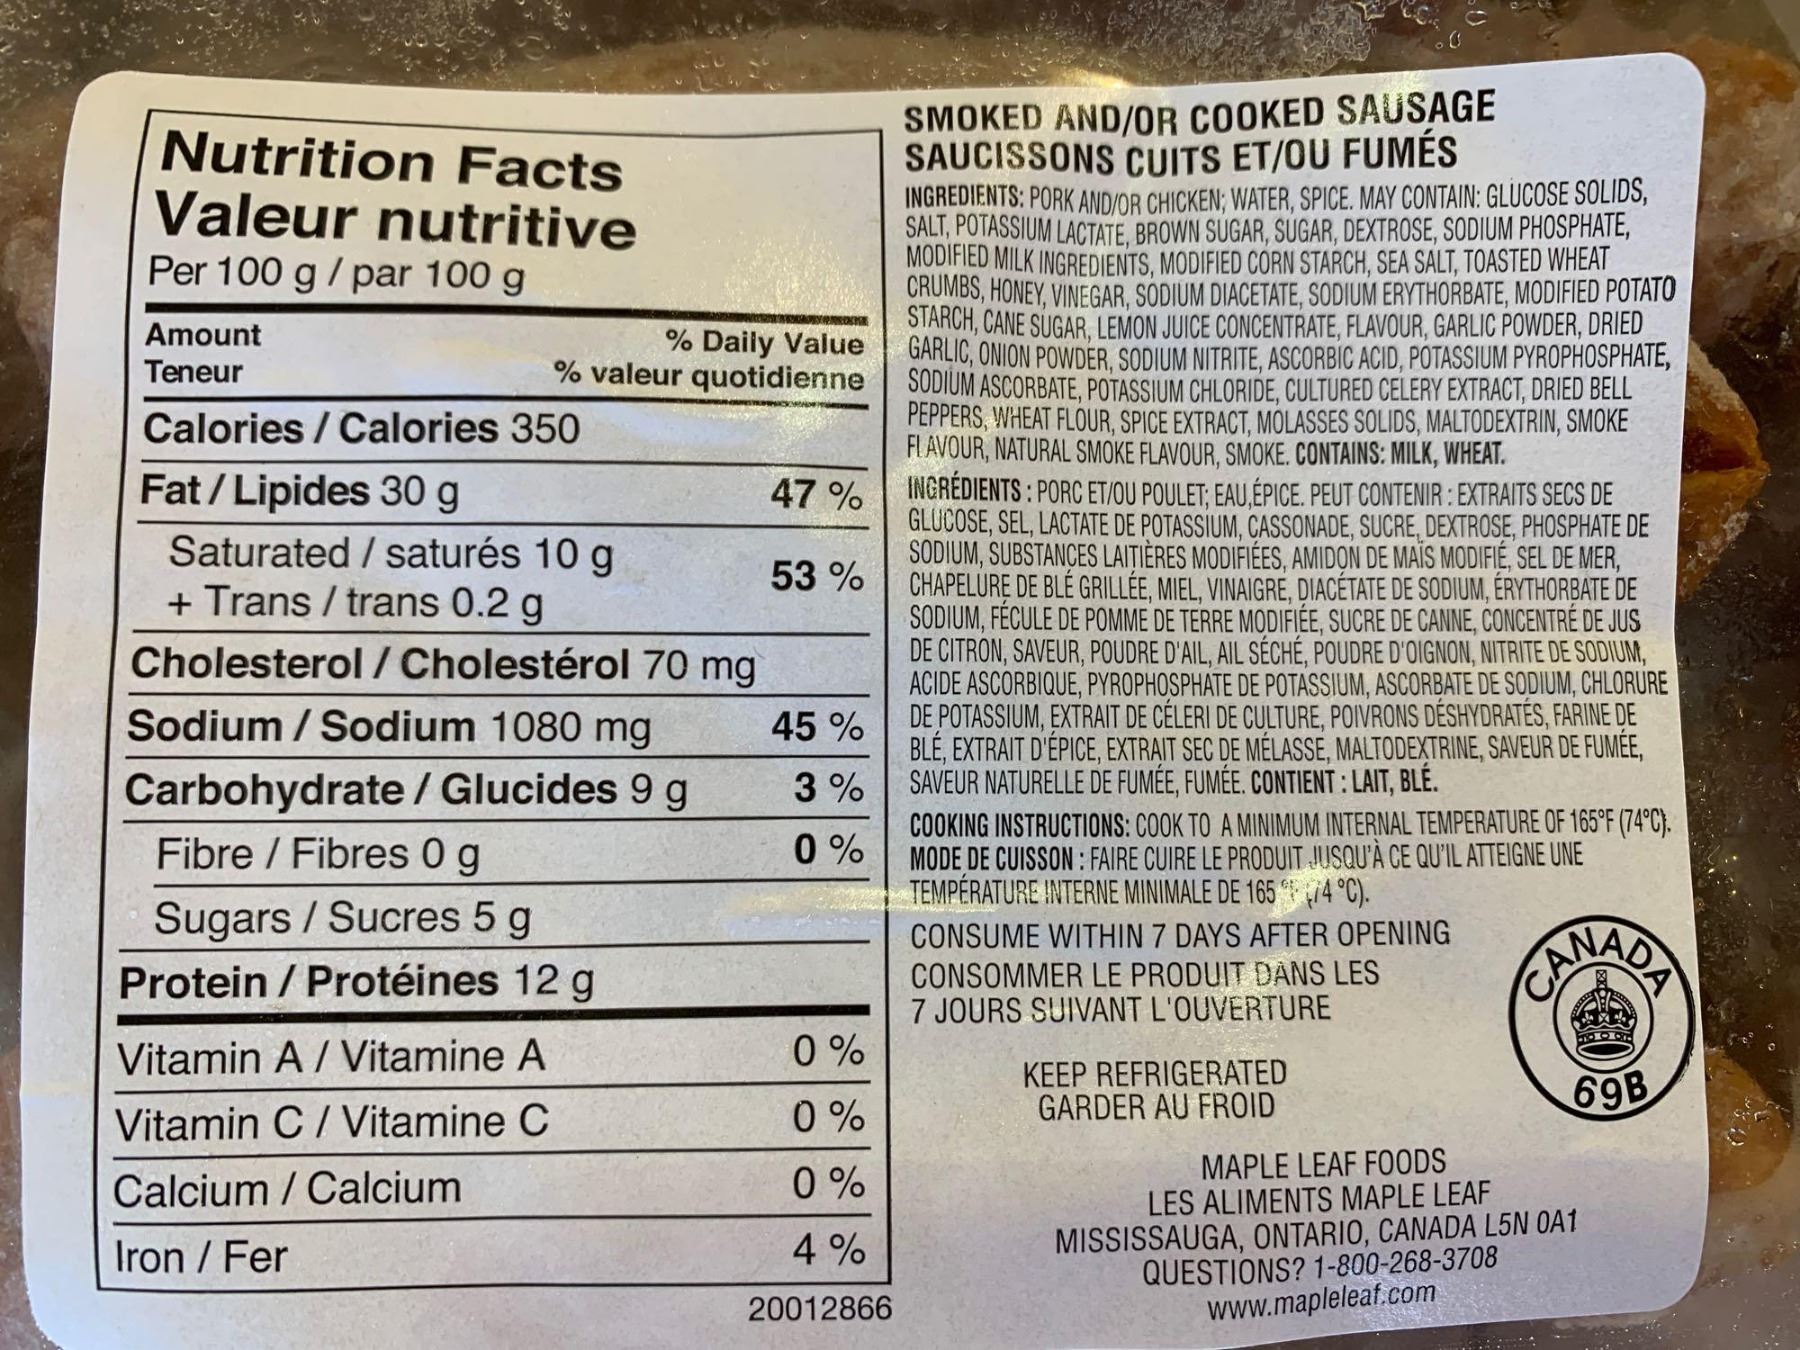 Nutrition Facts
Valeur nutritive
Per 100 g / par 100 g
Amount % Daily Value
Teneur % valeur quotidienne
Calories / Calories 350
Fat / Lipides 30 g 47 %
Saturated / saturés 10 g
+ Trans / trans 0.2 g 53 %
Cholesterol / Cholestérol 70 mg
Sodium / Sodium 1080 mg 45 %
Carbohydrate / Glucides 9 g 3 %
Fibre / Fibres 0 g 0 %
Sugars / Sucres 5 g
Protein / Protéines 12 g
Vitamin A / Vitamine A 0 %
Vitamin C / Vitamine C 0 %
Calcium / Calcium 0 %
Iron / Fer 4 %
20012866
SMOKED AND/OR COOKED SAUSAGE
SAUCISSONS CUITS ET/OU FUMÉS
INGREDIENTS: PORK AND/OR CHICKEN; WATER, SPICE. MAY CONTAIN: GLUCOSE SOLIDS,
SALT, POTASSIUM LACTATE, BROWN SUGAR, SUGAR, DEXTROSE, SODIUM PHOSPHATE,
MODIFIED MILK INGREDIENTS, MODIFIED CORN STARCH, SEA SALT, TOASTED WHEAT
CRUMBS, HONEY, VINEGAR, SODIUM DIACETATE, SODIUM ERYTHORBATE, MODIFIED POTATO
STARCH, CANE SUGAR, LEMON JUICE CONCENTRATE, FLAVOUR, GARLIC POWDER, DRIED
GARLIC, ONION POWDER, SODIUM NITRITE, ASCORBIC ACID, POTASSIUM PYROPHOSPHATE,
SODIUM ASCORBATE, POTASSIUM CHLORIDE, CULTURED CELERY EXTRACT, DRIED BELL
PEPPERS, WHEAT FLOUR, SPICE EXTRACT, MOLASSES SOLIDS, MALTODEXTRIN, SMOKE
FLAVOUR, NATURAL SMOKE FLAVOUR, SMOKE. CONTAINS: MILK, WHEAT.
INGRÉDIENTS : PORC ET/OU POULET; EAU,ÉPICE. PEUT CONTENIR : EXTRAITS SECS DE
GLUCOSE, SEL, LACTATE DE POTASSIUM, CASSONADE, SUCRE, DEXTROSE, PHOSPHATE DE
SODIUM, SUBSTANCES LAITIÈRES MODIFIÉES, AMIDON DE MAÏS MODIFIÉ, SEL DE MER,
CHAPELURE DE BLÉ GRILLÉE, MIEL, VINAIGRE, DIACÉTATE DE SODIUM, ÉRYTHORBATE DE
SODIUM, FÉCULE DE POMME DE TERRE MODIFIÉE, SUCRE DE CANNE, CONCENTRÉ DE JUS
DE CITRON, SAVEUR, POUDRE D'AIL, AIL SÉCHÉ, POUDRE D'OIGNON, NITRITE DE SODIUM,
ACIDE ASCORBIQUE, PYROPHOSPHATE DE POTASSIUM, ASCORBATE DE SODIUM, CHLORURE
DE POTASSIUM, EXTRAIT DE CÉLERI DE CULTURE, POIVRONS DÉSHYDRATÉS, FARINE DE
BLÉ, EXTRAIT D'ÉPICE, EXTRAIT SEC DE MÉLASSE, MALTODEXTRINE, SAVEUR DE FUMÉE,
SAVEUR NATURELLE DE FUMÉE, FUMÉE. CONTIENT : LAIT, BLÉ.
COOKING INSTRUCTIONS: COOK TO A MINIMUM INTERNAL TEMPERATURE OF 165°F (74°C).
MODE DE CUISSON : FAIRE CUIRE LE PRODUIT JUSQU'À CE QU'IL ATTEIGNE UNE
TEMPÉRATURE INTERNE MINIMALE DE 165 °F (74 °C).
CONSUME WITHIN 7 DAYS AFTER OPENING
CONSOMMER LE PRODUIT DANS LES
7 JOURS SUIVANT L'OUVERTURE
CANADA
69B
KEEP REFRIGERATED
GARDER AU FROID
MAPLE LEAF FOODS
LES ALIMENTS MAPLE LEAF
MISSISSAUGA, ONTARIO, CANADA L5N 0A1
QUESTIONS? 1-800-268-3708
www.mapleleaf.com